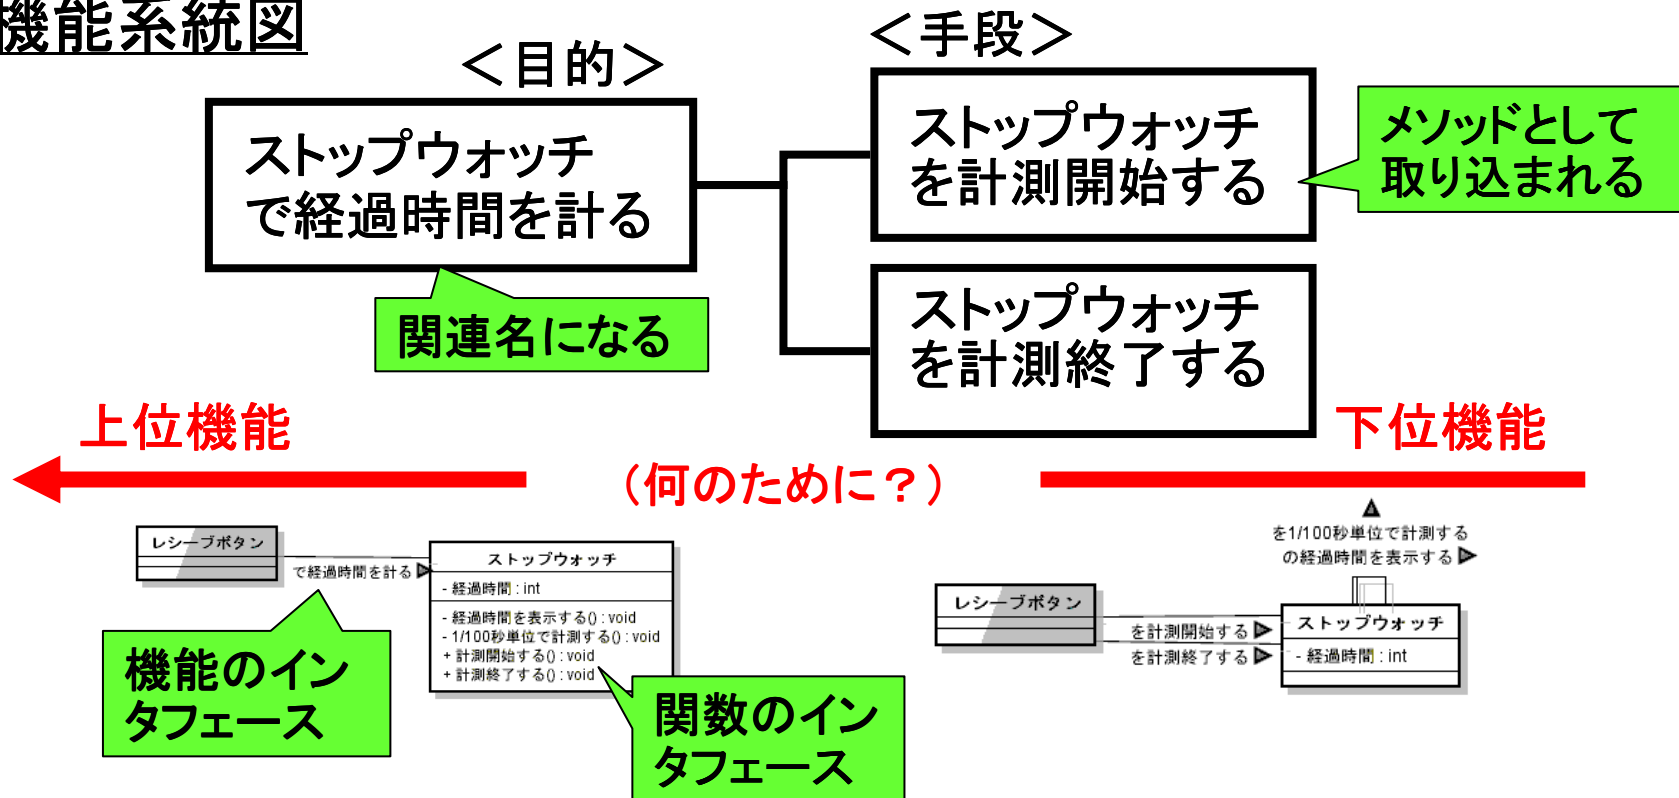 機能系統図
＜目的＞
＜手段＞
ストップウォッチ
で経過時間を計る
ストップウォッチ
を計測開始する
メソッドとして
取り込まれる
関連名になる
ストップウォッチ
を計測終了する
上位機能
下位機能
（何のために？）
レシーブボタン
で経過時間を計る
ストップウォッチ
- 経過時間 : int
- 経過時間を表示する() : void
- 1/100秒単位で計測する() : void
+ 計測開始する() : void
+ 計測終了する() : void
機能のイン
タフェース
関数のイン
タフェース
を1/100秒単位で計測する
の経過時間を表示する
レシーブボタン
を計測開始する
を計測終了する
ストップウォッチ
- 経過時間 : int